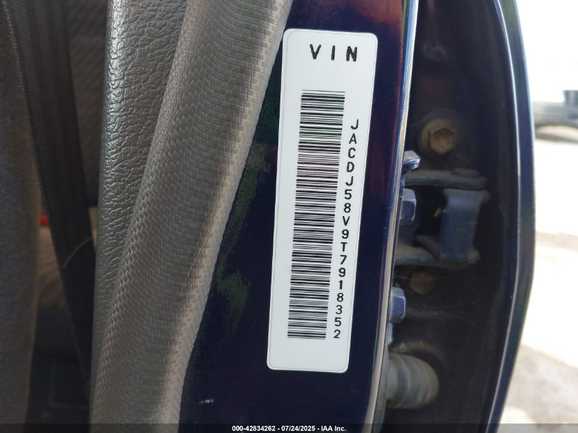 VIN
JACDJ58V9T7918352
000-42834262 - 07/24/2025 - IAA Inc.